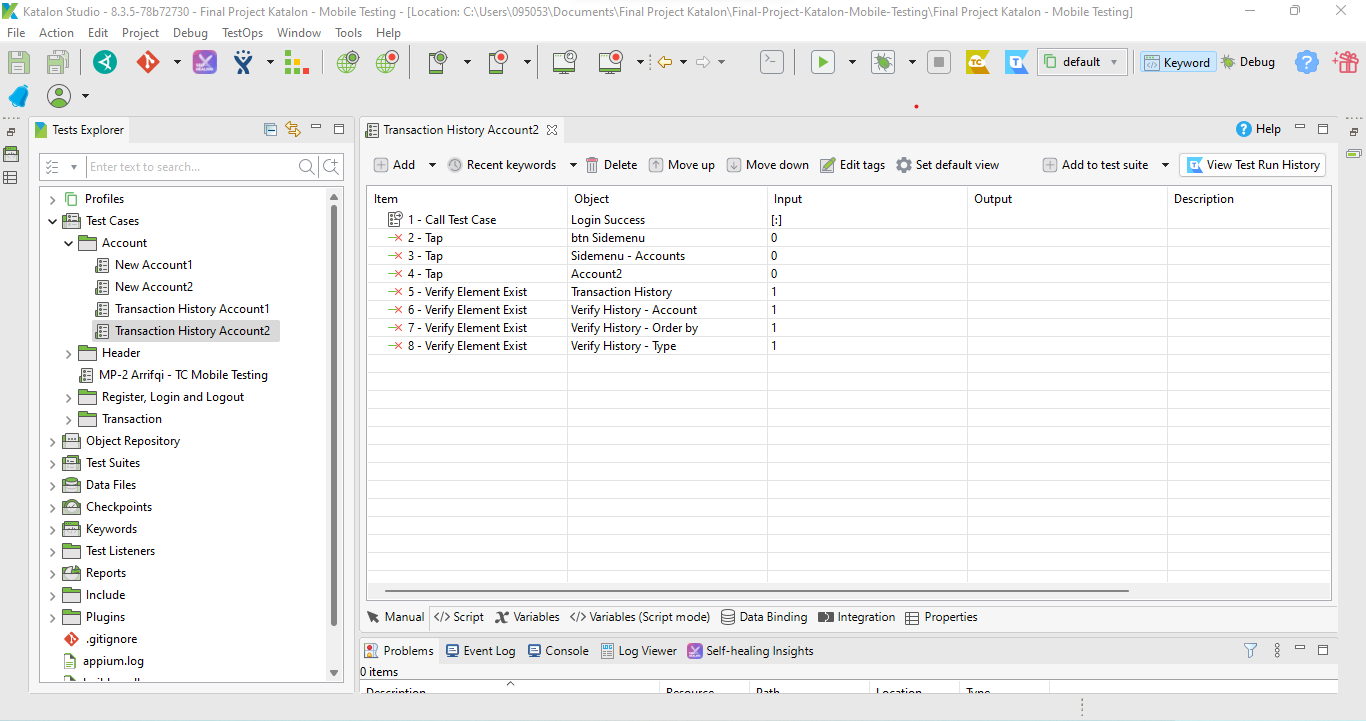 Katalon Studio - 8.3.5-78b72730 - Final Project Katalon - Mobile Testing - [Location: C:\Users\095053\Documents\Final Project Katalon\Final-Project-Katalon-Mobile-Testing\Final Project Katalon - Mobile Testing]
File Action Edit Project Debug TestOps Window Tools Help
default Keyword Debug
Tests Explorer
Enter text to search...
Profiles
Test Cases
Account
New Account1
New Account2
Transaction History Account1
Transaction History Account2
Header
MP-2 Arrifqi - TC Mobile Testing
Register, Login and Logout
Transaction
Object Repository
Test Suites
Data Files
Checkpoints
Keywords
Test Listeners
Reports
Include
Plugins
.gitignore
appium.log
Transaction History Account2 Help
Add Recent keywords Delete Move up Move down Edit tags Set default view Add to test suite View Test Run History
Item Object Input Output Description
1 - Call Test Case Login Success [:]
2 - Tap btn Sidemenu 0
3 - Tap Sidemenu - Accounts 0
4 - Tap Account2 0
5 - Verify Element Exist Transaction History 1
6 - Verify Element Exist Verify History - Account 1
7 - Verify Element Exist Verify History - Order by 1
8 - Verify Element Exist Verify History - Type 1
Manual </> Script Variables </> Variables (Script mode) Data Binding Integration Properties
Problems Event Log Console Log Viewer Self-healing Insights
0 items
Description Resource Path Location Type